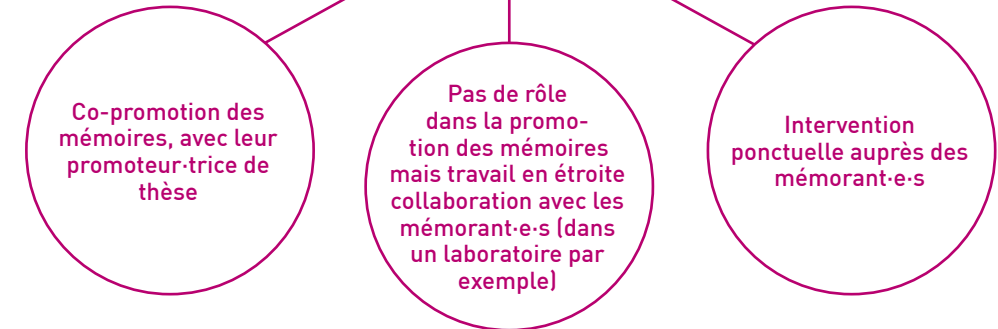 Co-promotion des
mémoires, avec leur
promoteur·trice de
thèse
Pas de rôle
dans la promo-
tion des mémoires
mais travail en étroite
collaboration avec les
mémorant·e·s (dans
un laboratoire par
exemple)
Intervention
ponctuelle auprès des
mémorant·e·s